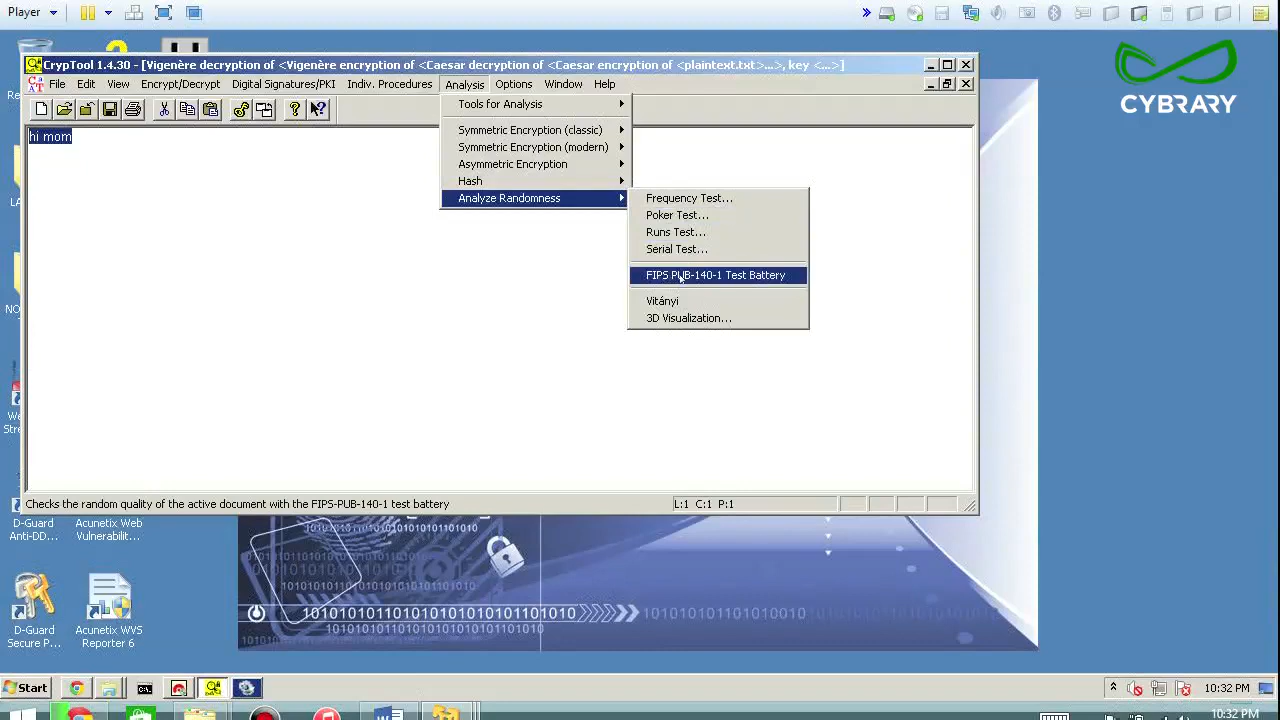 Player
CryptTool 1.4.30 - [Vigenère decryption of <Vigenère encryption of <Caesar decryption of <Caesar encryption of <plaintext.txt>...>, key <...>]
File Edit View Encrypt/Decrypt Digital Signatures/PKI Indiv. Procedures Analysis Options Window Help
CYBRARY
hi mom
Tools for Analysis
Symmetric Encryption (classic)
Symmetric Encryption (modern)
Asymmetric Encryption
Hash
Analyze Randomness
Frequency Test...
Poker Test...
Runs Test...
Serial Test...
FIPS PUB-140-1 Test Battery
Vitányi
3D Visualization...
Checks the random quality of the active document with the FIPS-PUB-140-1 test battery
L:1 C:1 P:1
D-Guard
Anti-DD...
Acunetix Web
Vulnerabilit...
D-Guard
Secure P...
Acunetix WVS
Reporter 6
Start
10:32 PM
10:32 PM